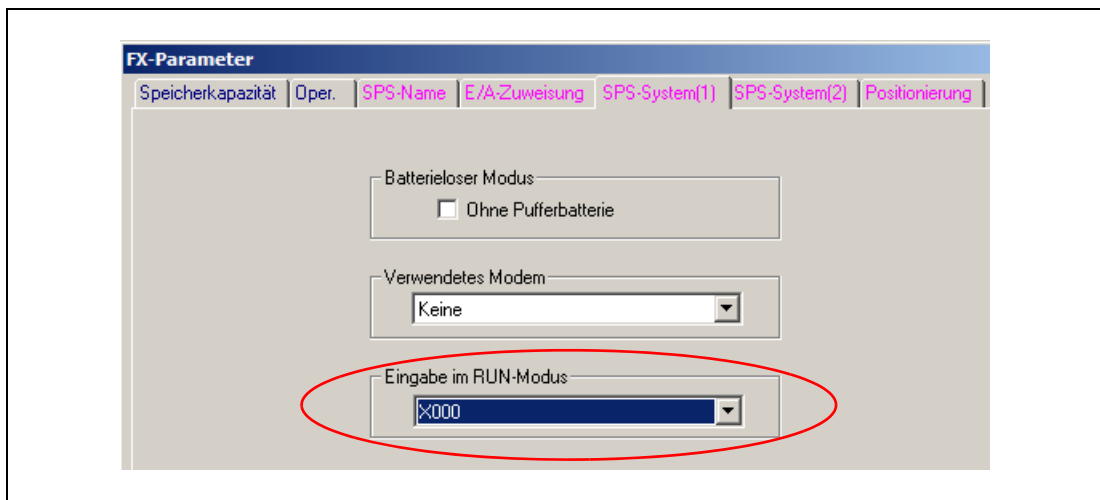 FX-Parameter
Speicherkapazität Oper. SPS-Name E/A-Zuweisung SPS-System(1) SPS-System(2) Positionierung
Batterieloser Modus
Ohne Pufferbatterie
Verwendetes Modem
Keine
Eingabe im RUN-Modus
X000